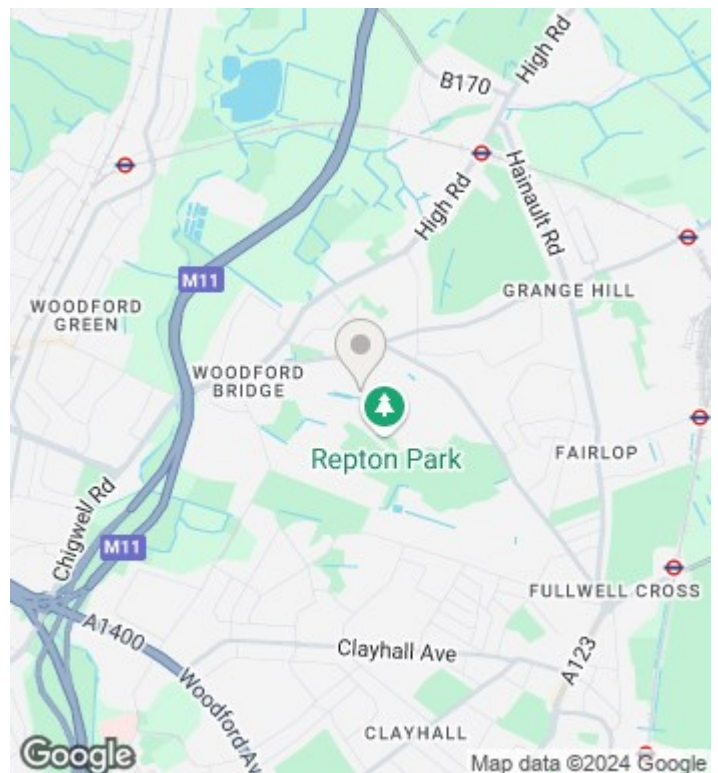 High Rd
B170
High Rd
Hainault Rd
M11
GRANGE HILL
WOODFORD
GREEN
WOODFORD
BRIDGE
Repton Park
FAIRLOP
Chigwell Rd
M11
FULLWELL CROSS
A1400
Woodford Av
Clayhall Ave
A123
CLAYHALL
Google
Map data ©2024 Google